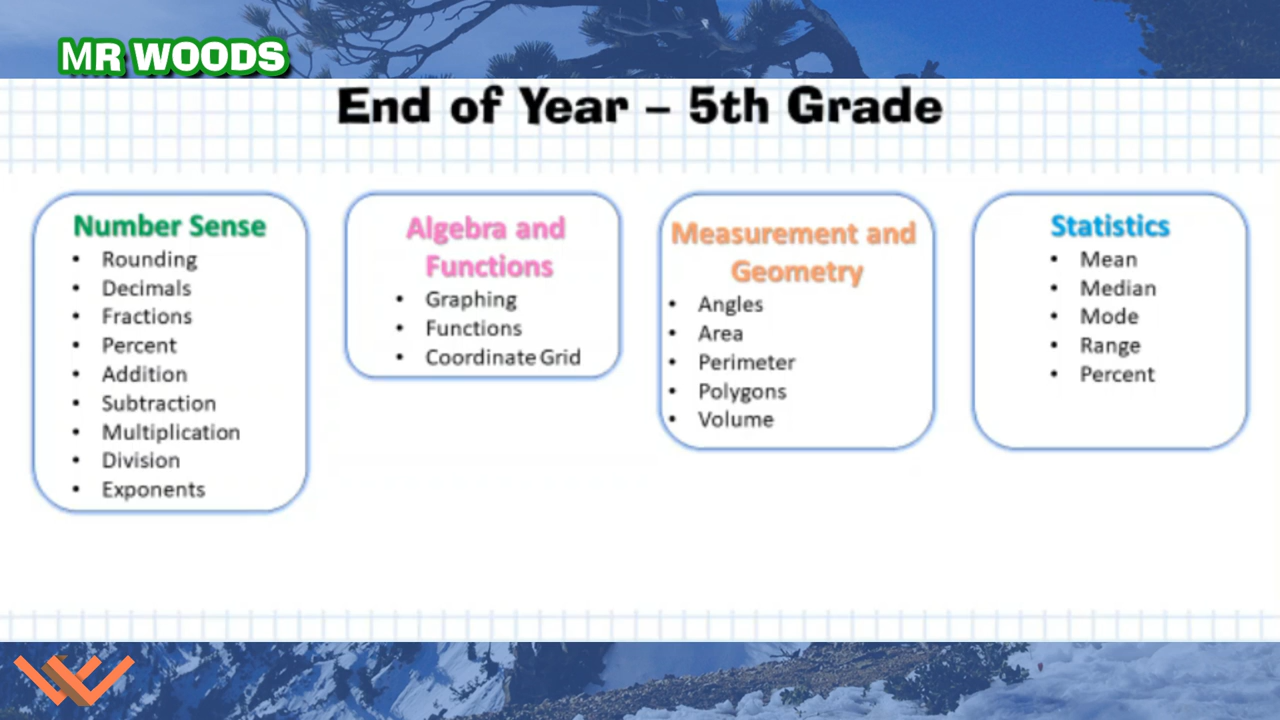 MR WOODS
End of Year – 5th Grade
Number Sense
• Rounding
• Decimals
• Fractions
• Percent
• Addition
• Subtraction
• Multiplication
• Division
• Exponents
Algebra and
Functions
• Graphing
• Functions
• Coordinate Grid
Measurement and
Geometry
• Angles
• Area
• Perimeter
• Polygons
• Volume
Statistics
• Mean
• Median
• Mode
• Range
• Percent